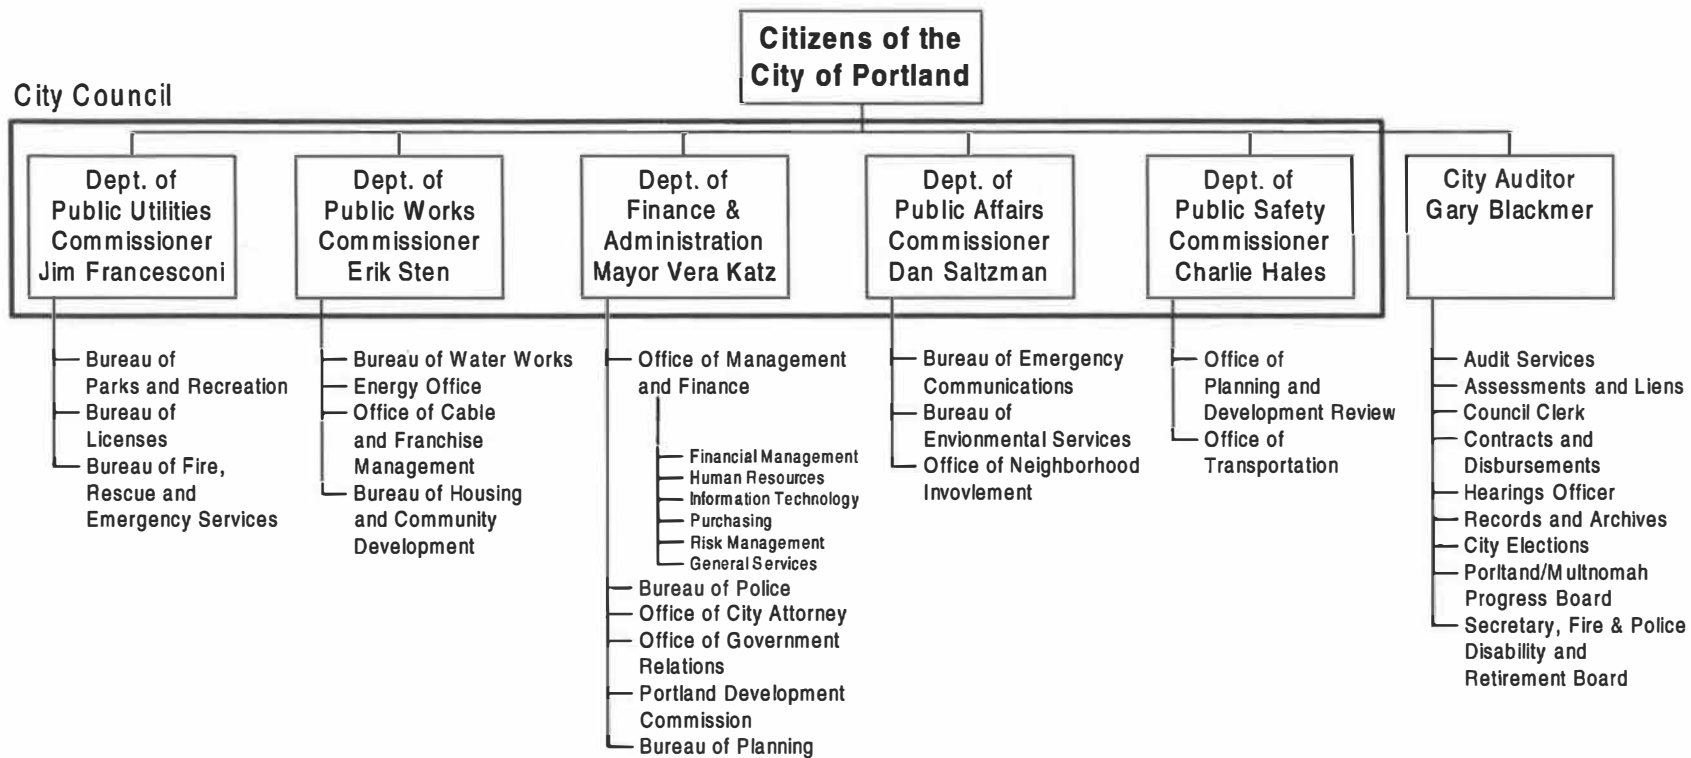 Citizens of the
City of Portland
City Council
Dept. of
Public Utilities
Commissioner
Jim Francesconi
Dept. of
Public Works
Commissioner
Erik Sten
Dept. of
Finance &
Administration
Mayor Vera Katz
Dept. of
Public Affairs
Commissioner
Dan Saltzman
Dept. of
Public Safety
Commissioner
Charlie Hales
City Auditor
Gary Blackmer
Bureau of
Parks and Recreation
Bureau of
Licenses
Bureau of Fire,
Rescue and
Emergency Services
Bureau of Water Works
Energy Office
Office of Cable
and Franchise
Management
Bureau of Housing
and Community
Development
Office of Management
and Finance
Financial Management
Human Resources
Information Technology
Purchasing
Risk Management
General Services
Bureau of Police
Office of City Attorney
Office of Government
Relations
Portland Development
Commission
Bureau of Planning
Bureau of Emergency
Communications
Bureau of
Envionmental Services
Office of Neighborhood
Invovlement
Office of
Planning and
Development Review
Office of
Transportation
Audit Services
Assessments and Liens
Council Clerk
Contracts and
Disbursements
Hearings Officer
Records and Archives
City Elections
Porltand/Multnomah
Progress Board
Secretary, Fire & Police
Disability and
Retirement Board